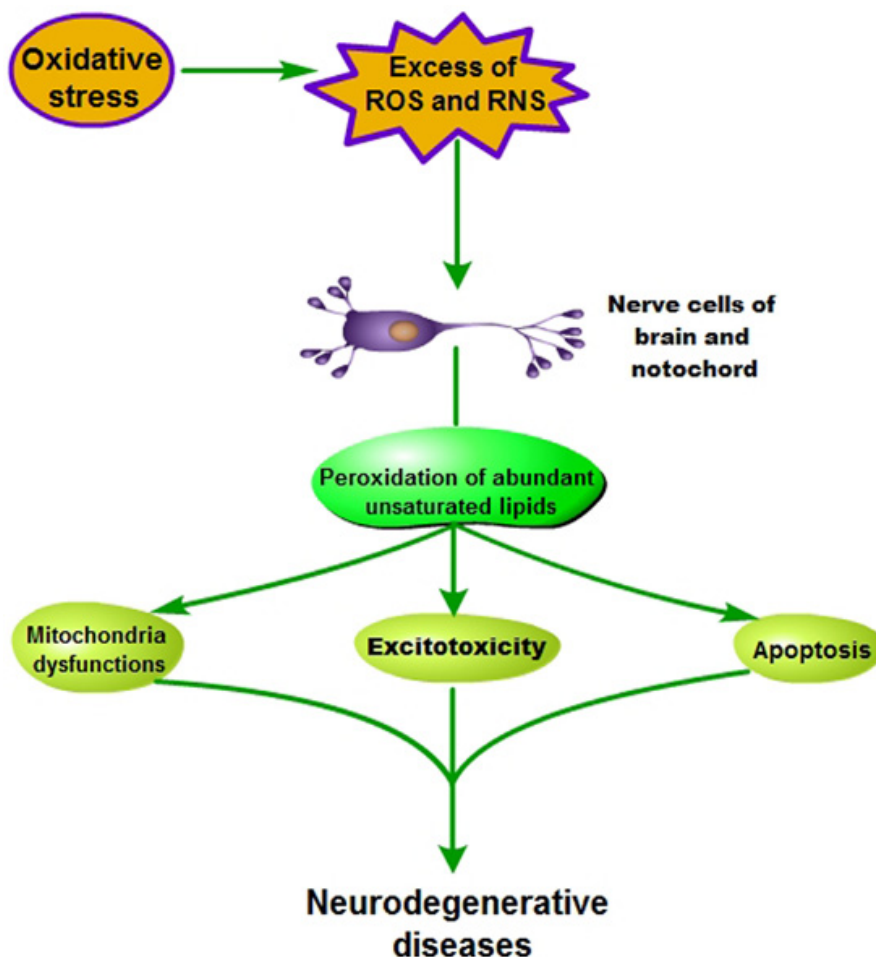 Oxidative
stress
Excess of
ROS and RNS
Nerve cells of
brain and
notochord
Peroxidation of abundant
unsaturated lipids
Mitochondria
dysfunctions
Excitotoxicity
Apoptosis
Neurodegenerative
diseases